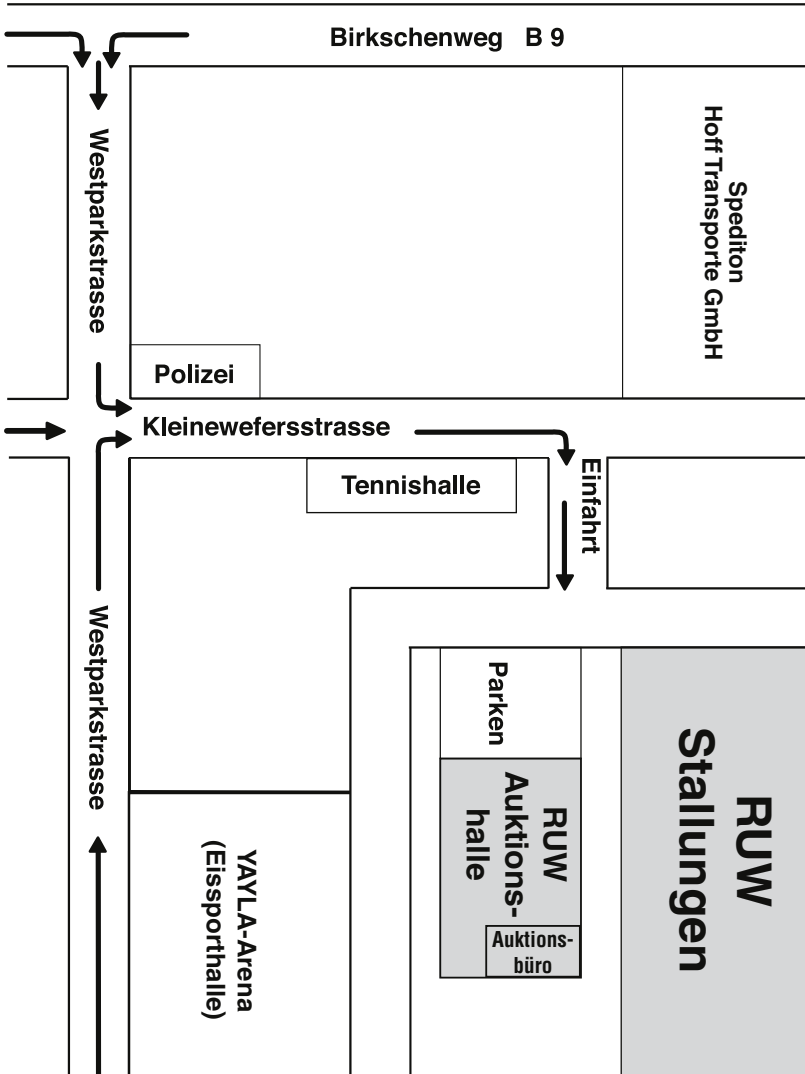 Birkschenweg B 9
Westparkstrasse
Spediton
Hoff Transporte GmbH
Polizei
Kleinewefersstrasse
Tennishalle
Einfahrt
Westparkstrasse
Parken
RUW
Auktions-
halle
Auktions-
büro
RUW
Stallungen
YAYLA-Arena
(Eissporthalle)